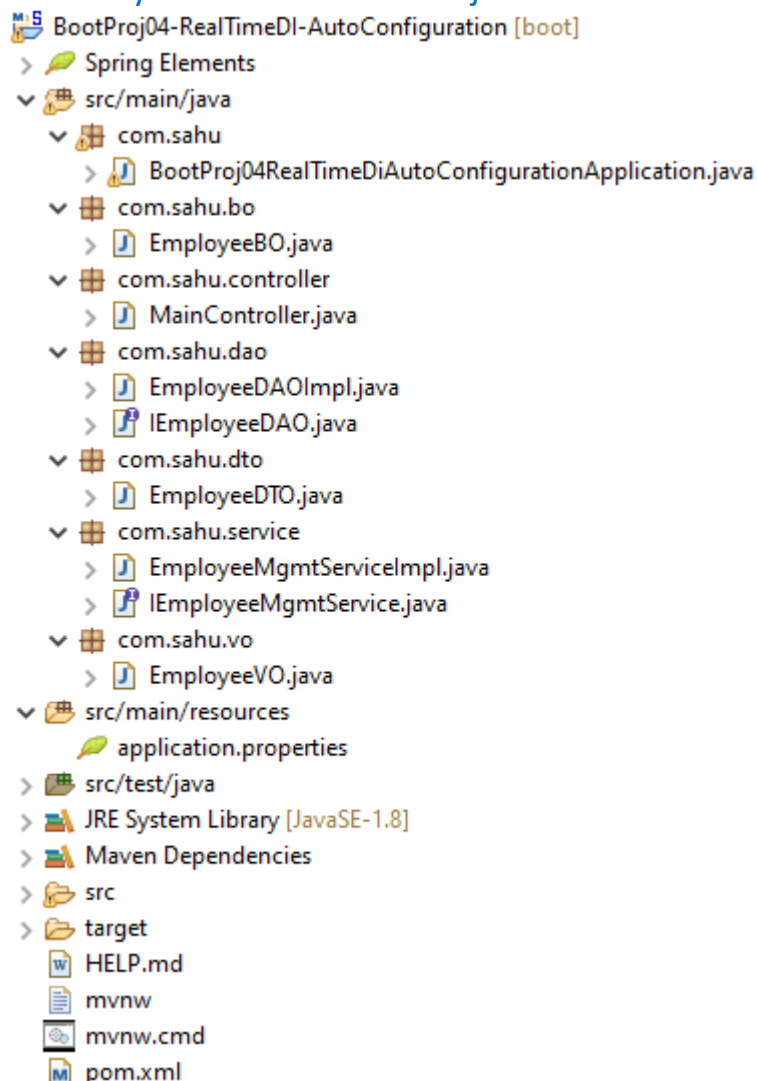 BootProj04-RealTimeDI-AutoConfiguration [boot]
Spring Elements
src/main/java
com.sahu
BootProj04RealTimeDiAutoConfigurationApplication.java
com.sahu.bo
EmployeeBO.java
com.sahu.controller
MainController.java
com.sahu.dao
EmployeeDAOImpl.java
IEmployeeDAO.java
com.sahu.dto
EmployeeDTO.java
com.sahu.service
EmployeeMgmtServiceImpl.java
IEmployeeMgmtService.java
com.sahu.vo
EmployeeVO.java
src/main/resources
application.properties
src/test/java
JRE System Library [JavaSE-1.8]
Maven Dependencies
src
target
HELP.md
mvnw
mvnw.cmd
pom.xml